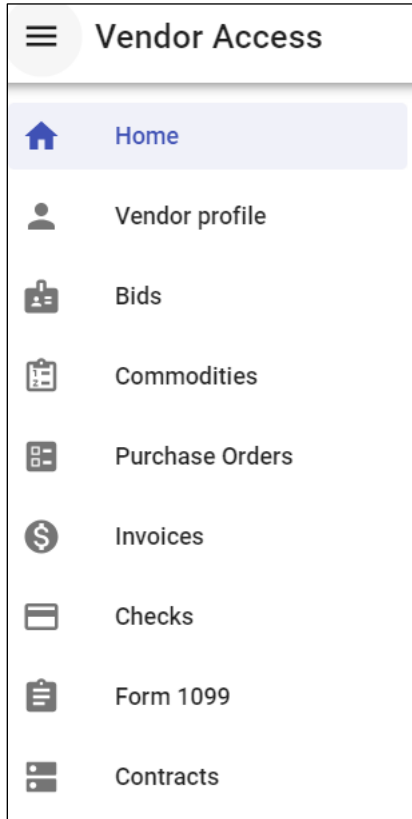 Vendor Access
Home
Vendor profile
Bids
Commodities
Purchase Orders
Invoices
Checks
Form 1099
Contracts